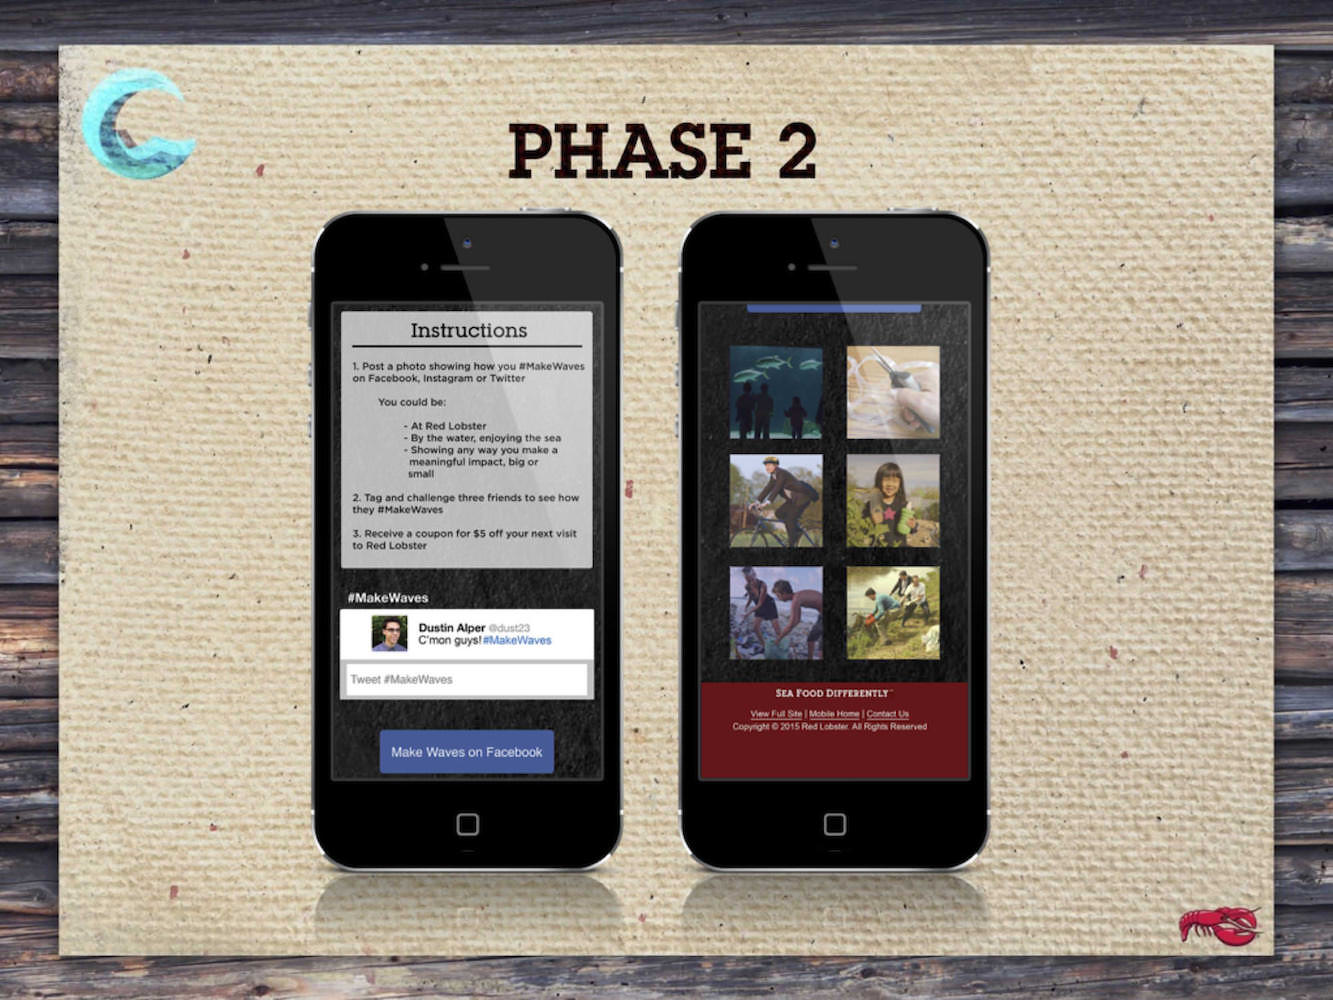 PHASE 2
Instructions
1. Post a photo showing how you #MakeWaves
on Facebook, Instagram or Twitter
You could be:
- At Red Lobster
- By the water, enjoying the sea
- Showing any way you make a
meaningful impact, big or
small
2. Tag and challenge three friends to see how
they #MakeWaves
3. Receive a coupon for $5 off your next visit
to Red Lobster
#MakeWaves
Dustin Alper @dust23
C'mon guys! #MakeWaves
Tweet #MakeWaves
Make Waves on Facebook
SEA FOOD DIFFERENTLY™
View Full Site | Mobile Home | Contact Us
Copyright © 2015 Red Lobster. All Rights Reserved